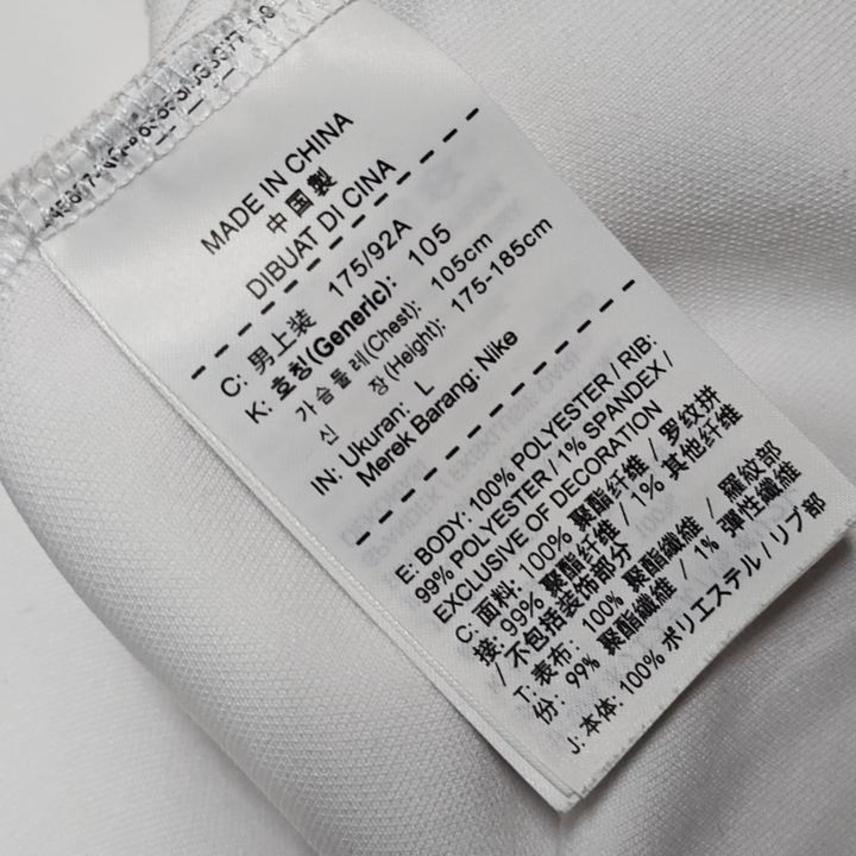 MADE IN CHINA
中国製
DIBUAT DI CINA
C: 男上装 175/92A
K: 호칭(Generic): 105
가슴둘레(Chest): 105cm
신 장(Height): 175-185cm
IN: Ukuran: L
Merek Barang: Nike
E: BODY: 100% POLYESTER / RIB:
99% POLYESTER / 1% SPANDEX /
EXCLUSIVE OF DECORATION
C: 面料: 100% 聚酯纤维 / 罗纹拼
接: 99% 聚酯纤维 / 1% 其他纤维
/ 不包括装饰部分
T: 表布: 100% 聚酯纖維 / 羅紋部
份: 99% 聚酯纖維 / 1% 彈性纖維
J: 本体: 100% ポリエステル / リブ部